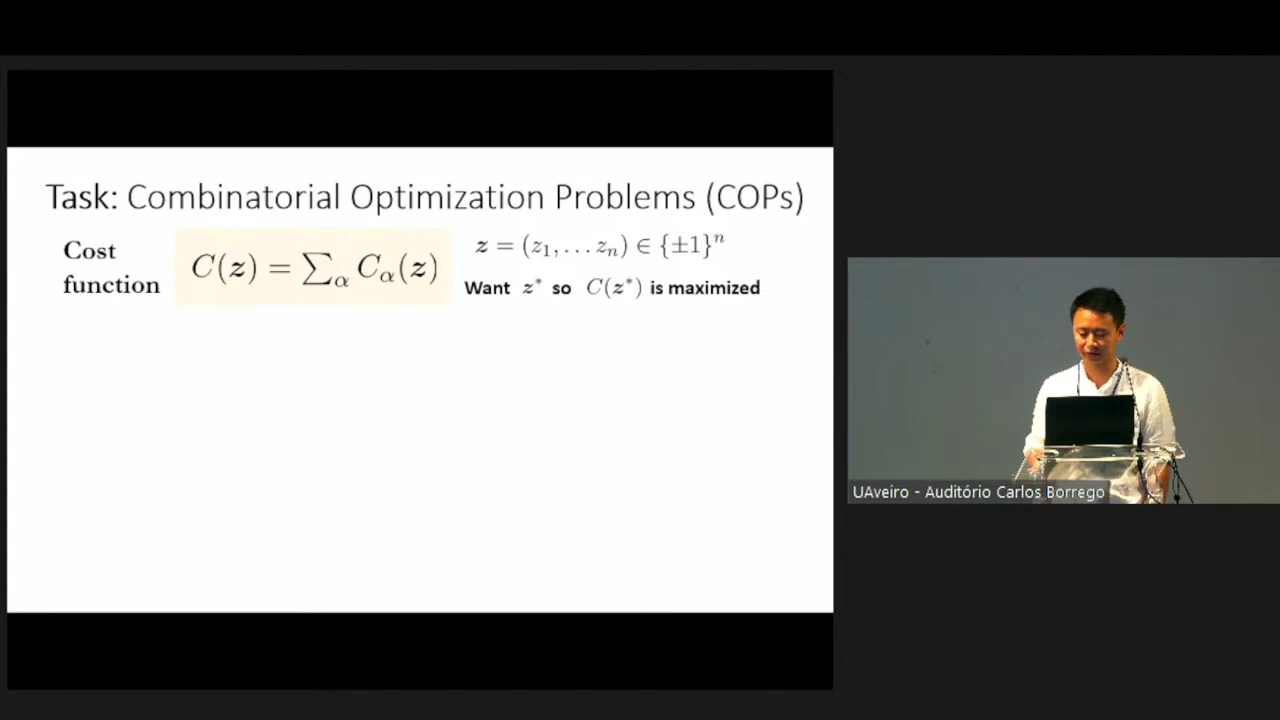 Task: Combinatorial Optimization Problems (COPs)
Cost function
C(z) = ∑α Cα(z)
z = (z1, . . . zn) ∈ {±1}^n
Want z* so C(z*) is maximized
UAveiro - Auditório Carlos Borrego